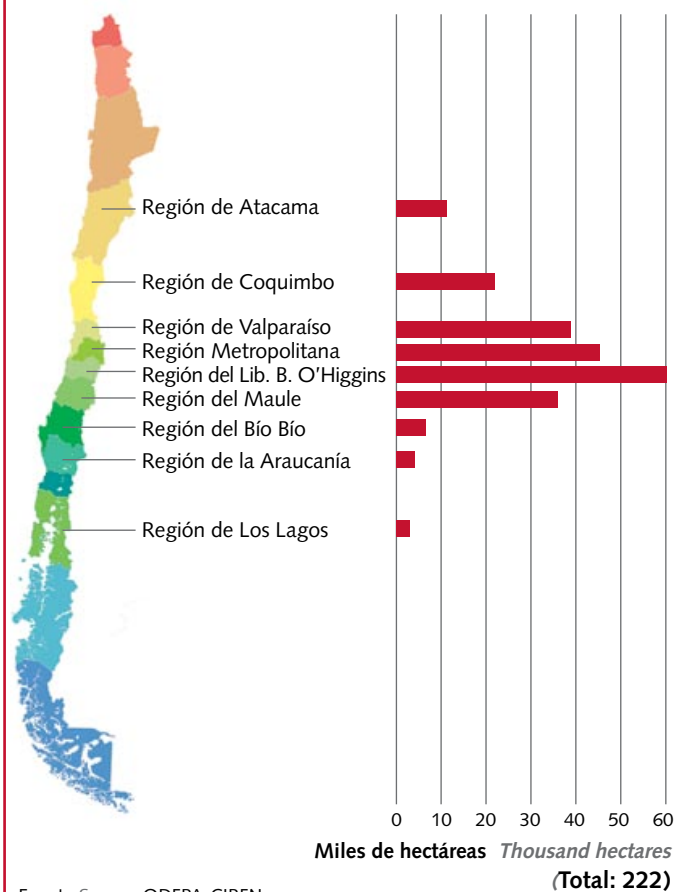 Región de Atacama
Región de Coquimbo
Región de Valparaíso
Región Metropolitana
Región del Lib. B. O'Higgins
Región del Maule
Región del Bío Bío
Región de la Araucanía
Región de Los Lagos
0 10 20 30 40 50 60
Miles de hectáreas Thousand hectares
(Total: 222)